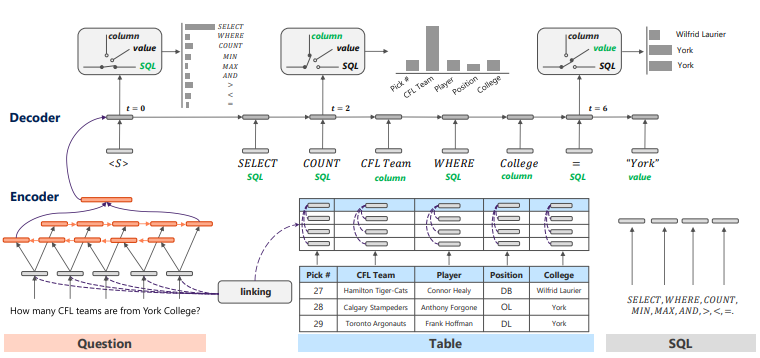 column
value
SQL
SELECT
WHERE
COUNT
MIN
MAX
AND
>
<
=
column
value
SQL
Pick #
CFL Team
Player
Position
College
column
value
SQL
Wilfrid Laurier
York
York
Decoder
t = 0
t = 2
t = 6
<S>
SELECT
COUNT
CFL Team
WHERE
College
=
"York"
SQL
SQL
column
SQL
column
SQL
value
Encoder
linking
Pick # CFL Team Player Position College
27 Hamilton Tiger-Cats Connor Healy DB Wilfrid Laurier
28 Calgary Stampeders Anthony Forgone OL York
29 Toronto Argonauts Frank Hoffman DL York
How many CFL teams are from York College?
SELECT, WHERE, COUNT,
MIN, MAX, AND, >, <, =.
Question
Table
SQL